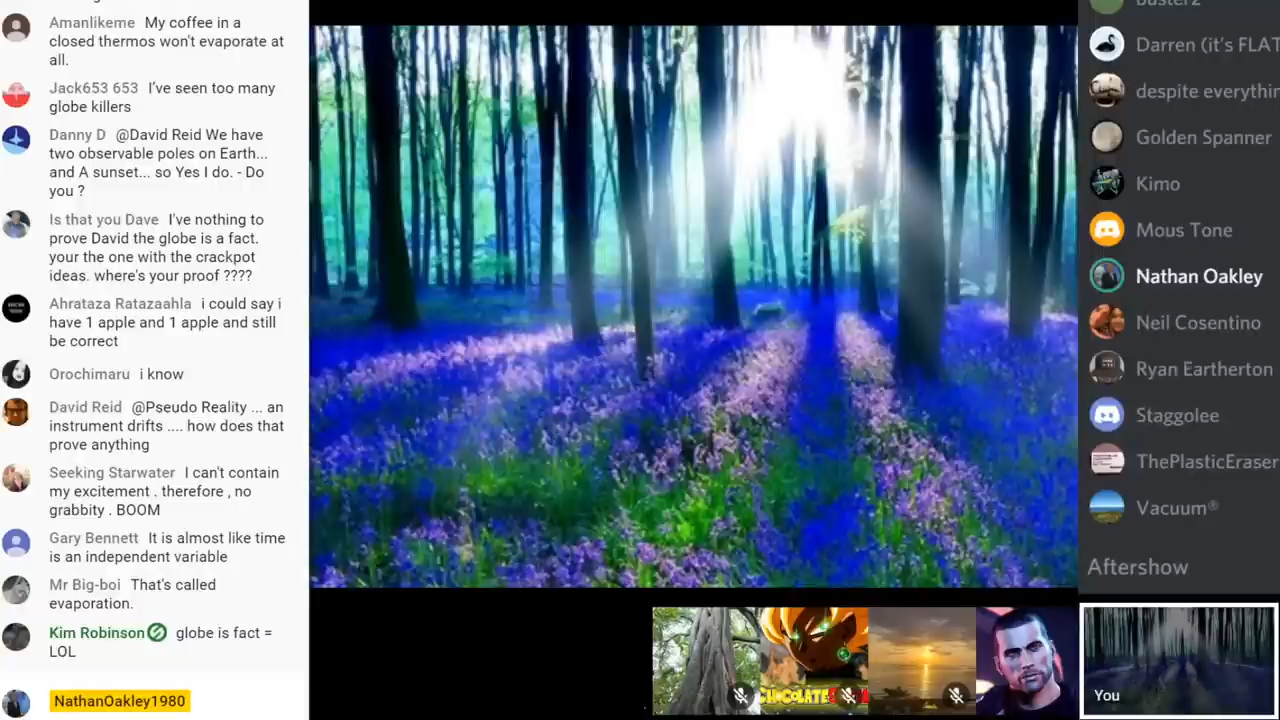 Amanlikeme My coffee in a
closed thermos won't evaporate at
all.
Jack653 653 I've seen too many
globe killers
Danny D @David Reid We have
two observable poles on Earth...
and A sunset... so Yes I do. - Do
you ?
Is that you Dave I've nothing to
prove David the globe is a fact.
your the one with the crackpot
ideas. where's your proof ????
Ahrataza Ratazaahla i could say i
have 1 apple and 1 apple and still
be correct
Orochimaru i know
David Reid @Pseudo Reality ... an
instrument drifts .... how does that
prove anything
Seeking Starwater I can't contain
my excitement . therefore , no
grabbity . BOOM
Gary Bennett It is almost like time
is an independent variable
Mr Big-boi That's called
evaporation.
Kim Robinson globe is fact =
LOL
NathanOakley1980
Darren (it's FLAT
despite everythin
Golden Spanner
Kimo
Mous Tone
Nathan Oakley
Neil Cosentino
Ryan Eartherton
Staggolee
ThePlasticEraser
Vacuum®
Aftershow
You